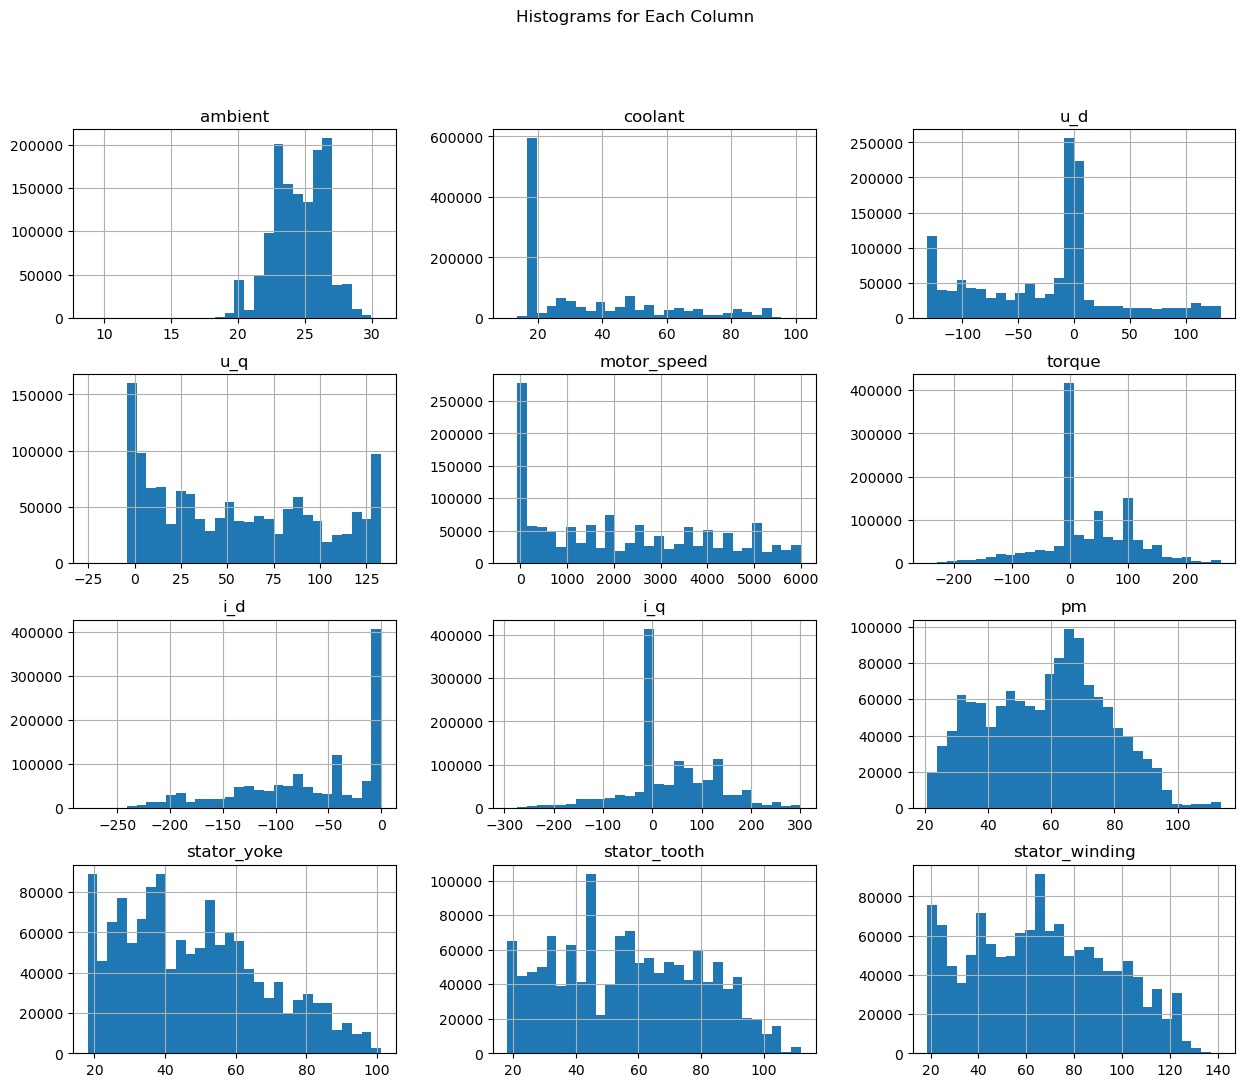 Histograms for Each Column
ambient
coolant
u_d
200000
150000
100000
50000
0
10 15 20 25 30
600000
400000
200000
0
20 40 60 80 100
250000
200000
150000
100000
50000
0
−100 −50 0 50 100
u_q
motor_speed
torque
150000
100000
50000
0
−25 0 25 50 75 100 125
250000
200000
150000
100000
50000
0
0 1000 2000 3000 4000 5000 6000
400000
300000
200000
100000
0
−200 −100 0 100 200
i_d
i_q
pm
400000
300000
200000
100000
0
−250 −200 −150 −100 −50 0
400000
300000
200000
100000
0
−300 −200 −100 0 100 200 300
100000
80000
60000
40000
20000
0
20 40 60 80 100
stator_yoke
stator_tooth
stator_winding
80000
60000
40000
20000
0
20 40 60 80 100
100000
80000
60000
40000
20000
0
20 40 60 80 100
80000
60000
40000
20000
0
20 40 60 80 100 120 140